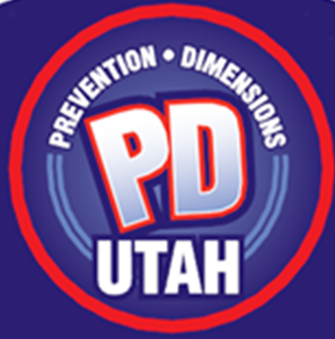 PREVENTION • DIMENSIONS
PD
UTAH